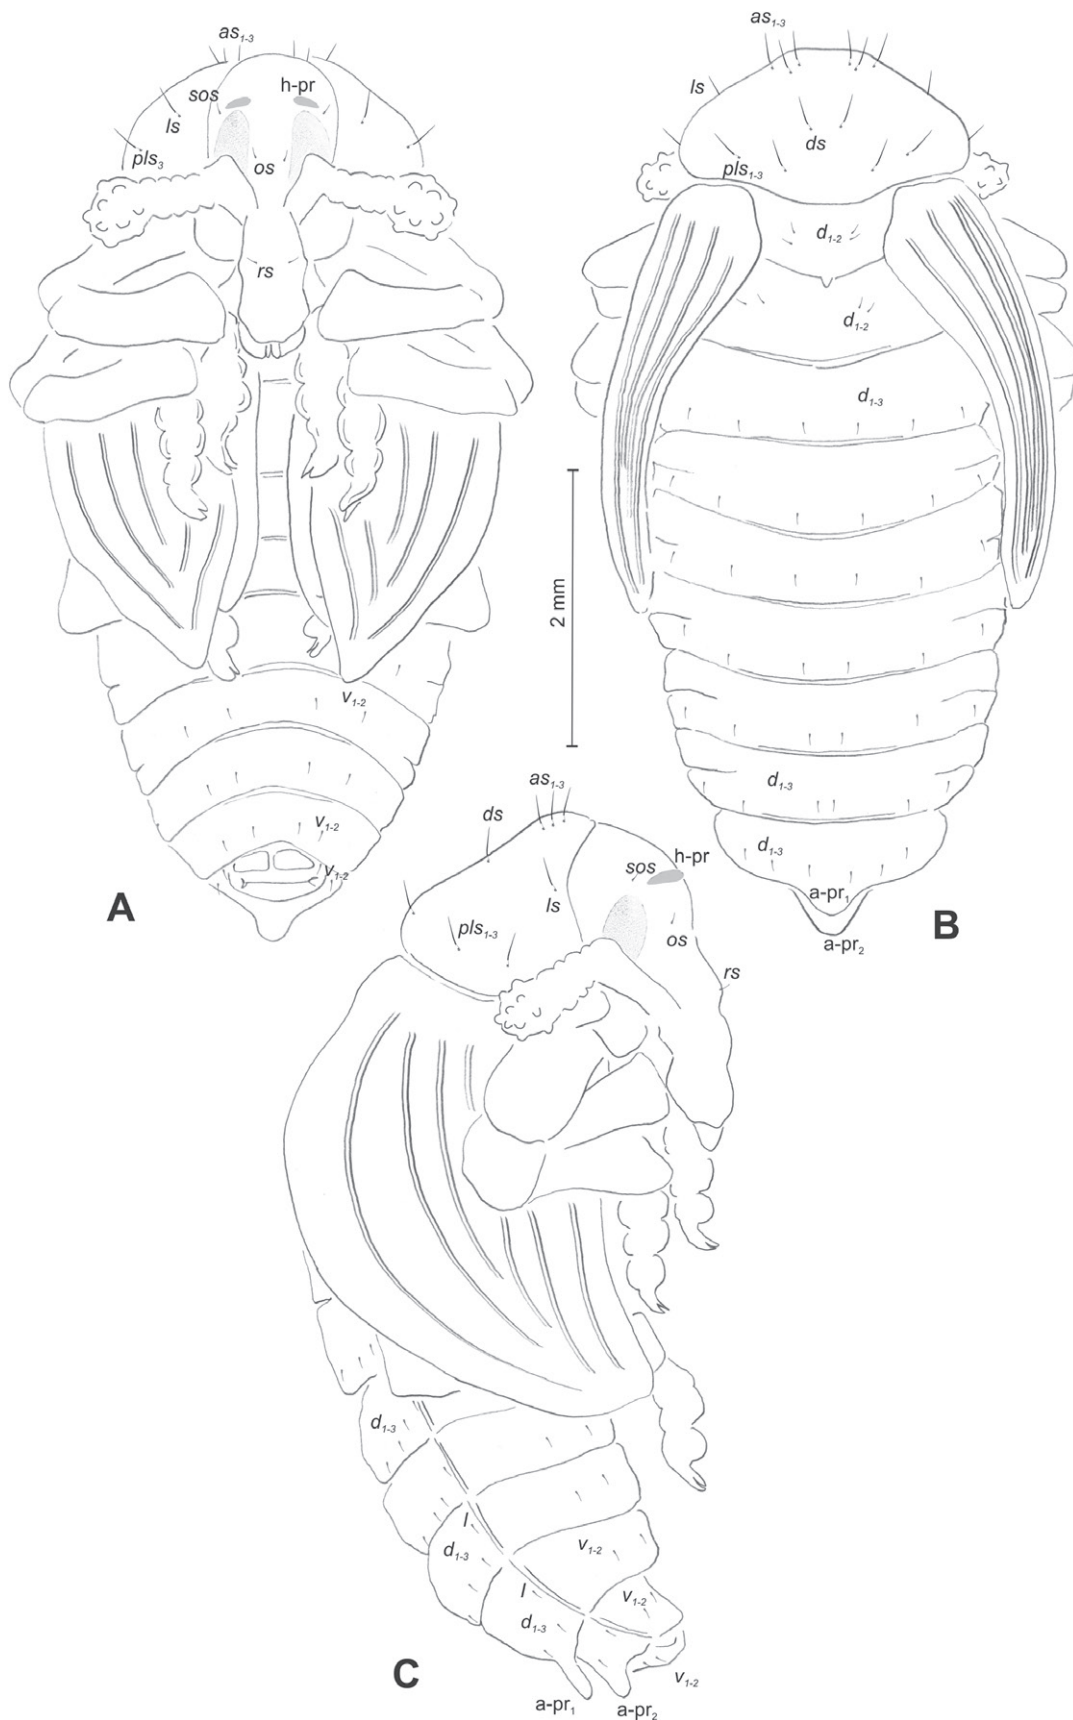 as1-3
sos
h-pr
ls
pls3
os
rs
v1-2
v1-2
v1-2
A
as1-3
ls
ds
pls1-3
d1-2
d1-2
d1-3
2 mm
d1-3
d1-3
a-pr1
a-pr2
B
as1-3
ds
h-pr
sos
ls
pls1-3
os
rs
d1-3
l
d1-3
v1-2
l
v1-2
d1-3
v1-2
C
a-pr1
a-pr2